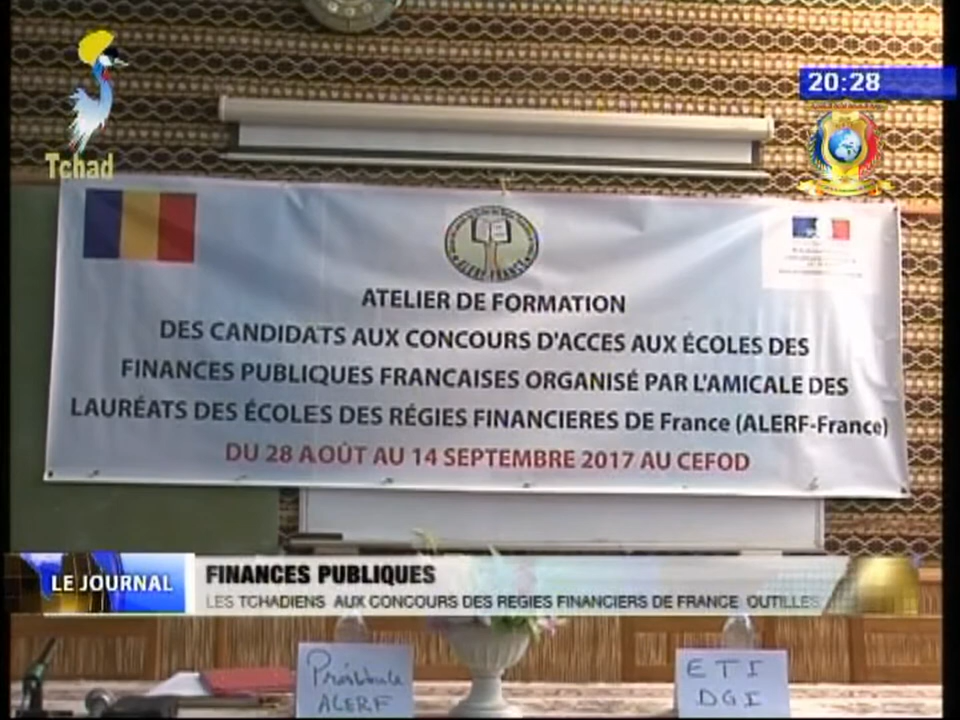 20:28
Tchad
ALERF FRANCE
ATELIER DE FORMATION
DES CANDIDATS AUX CONCOURS D'ACCES AUX ÉCOLES DES
FINANCES PUBLIQUES FRANCAISES ORGANISÉ PAR L'AMICALE DES
LAURÉATS DES ÉCOLES DES RÉGIES FINANCIERES DE France (ALERF-France)
DU 28 AOÛT AU 14 SEPTEMBRE 2017 AU CEFOD
LE JOURNAL
FINANCES PUBLIQUES
LES TCHADIENS AUX CONCOURS DES REGIES FINANCIERS DE FRANCE OUTILLES
ALERF
ETI
DGI